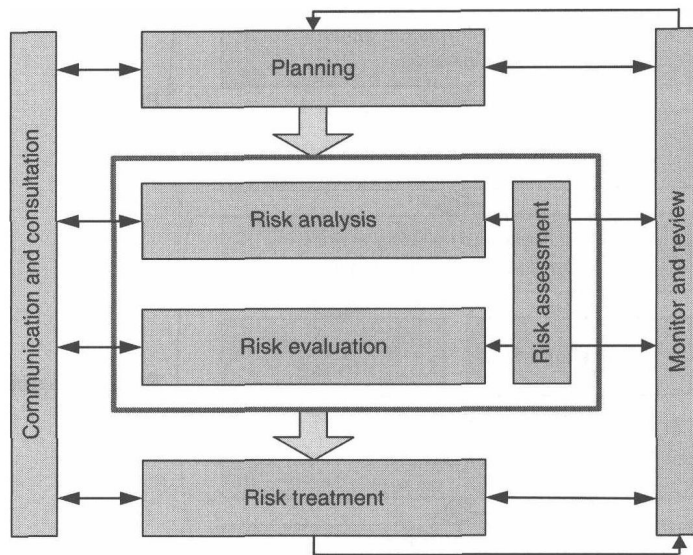 Planning
Communication and consultation
Risk analysis
Risk assessment
Monitor and review
Risk evaluation
Risk treatment